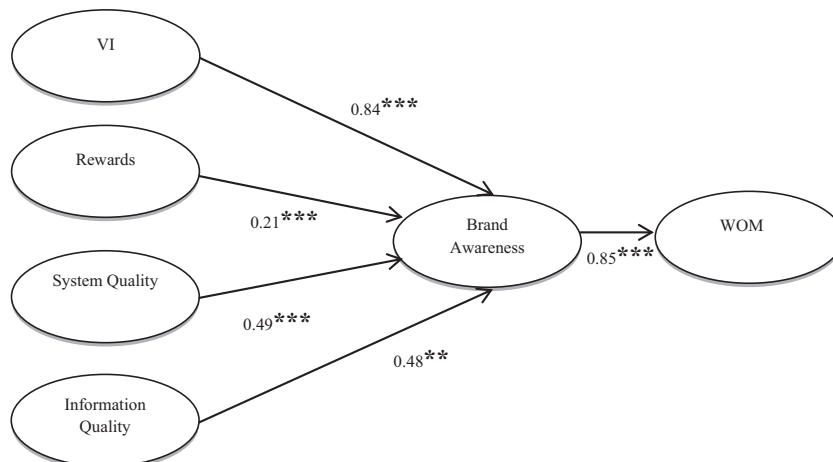 VI
0.84***
Rewards
0.21***
Brand
Awareness
WOM
0.85***
System Quality
0.49***
0.48**
Information
Quality